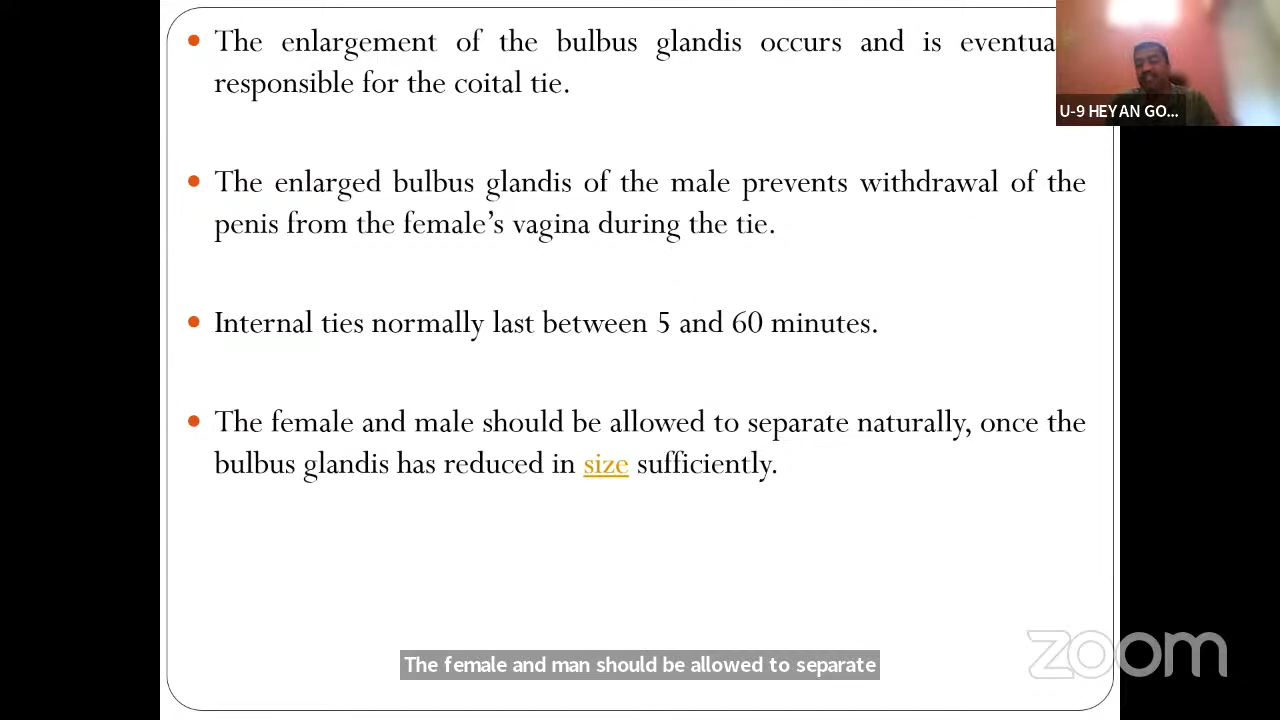 The enlargement of the bulbus glandis occurs and is eventua
responsible for the coital tie.
U-9 HEYAN GO...
The enlarged bulbus glandis of the male prevents withdrawal of the
penis from the female’s vagina during the tie.
Internal ties normally last between 5 and 60 minutes.
The female and male should be allowed to separate naturally, once the
bulbus glandis has reduced in size sufficiently.
The female and man should be allowed to separate
zoom